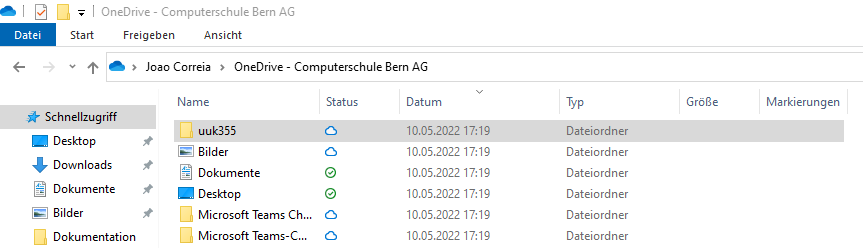 OneDrive - Computerschule Bern AG
Datei Start Freigeben Ansicht
Joao Correia OneDrive - Computerschule Bern AG
Name Status Datum Typ Größe Markierungen
Schnellzugriff
Desktop
Downloads
Dokumente
Bilder
Dokumentation
uuk355 10.05.2022 17:19 Dateiordner
Bilder 10.05.2022 17:19 Dateiordner
Dokumente 10.05.2022 17:19 Dateiordner
Desktop 10.05.2022 17:19 Dateiordner
Microsoft Teams Ch... 10.05.2022 17:19 Dateiordner
Microsoft Teams-C... 10.05.2022 17:19 Dateiordner